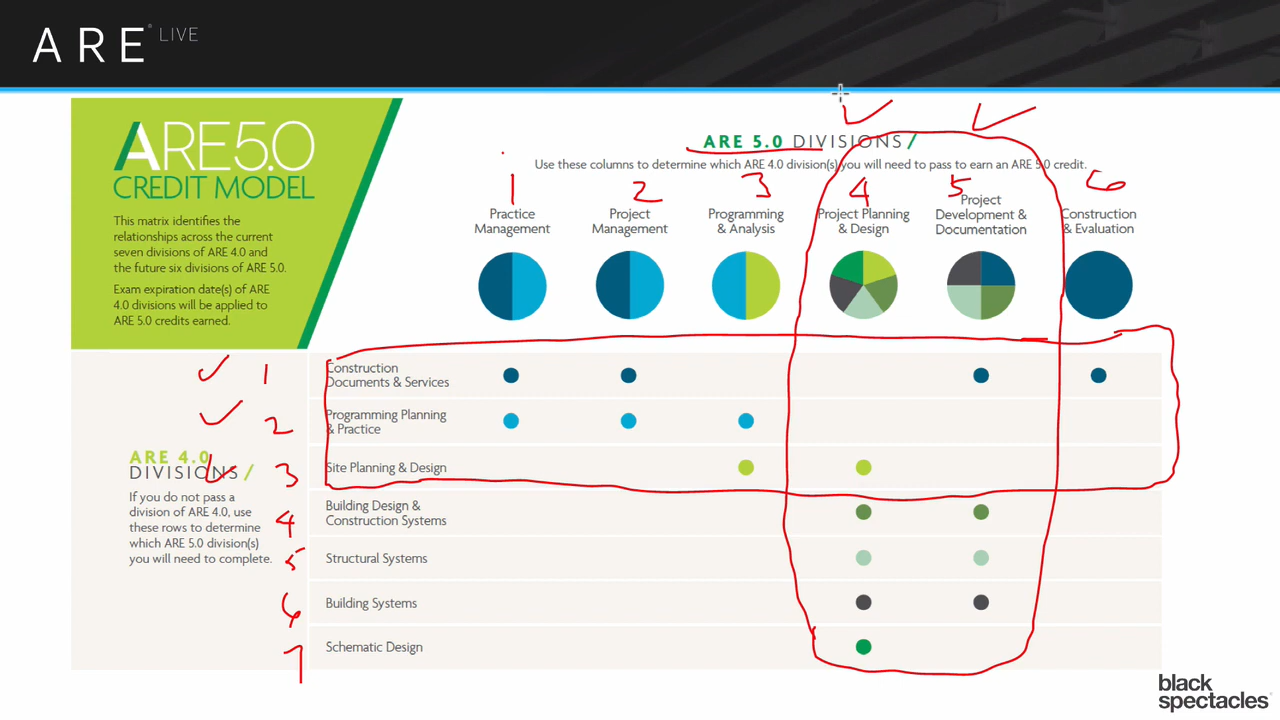 ARE® LIVE
ARE5.0
CREDIT MODEL
This matrix identifies the
relationships across the current
seven divisions of ARE 4.0 and
the future six divisions of ARE 5.0.
Exam expiration date(s) of ARE
4.0 divisions will be applied to
ARE 5.0 credits earned.
ARE 5.0 DIVISIONS/
Use these columns to determine which ARE 4.0 division(s) you will need to pass to earn an ARE 5.0 credit.
1 2 3 4 5 6
Practice
Management
Project
Management
Programming
& Analysis
Project Planning
& Design
Project
Development &
Documentation
Construction
& Evaluation
ARE 4.0
DIVISIONS/
If you do not pass a
division of ARE 4.0, use
these rows to determine
which ARE 5.0 division(s)
you will need to complete.
1 Construction
Documents & Services
2 Programming Planning
& Practice
3 Site Planning & Design
4 Building Design &
Construction Systems
5 Structural Systems
6 Building Systems
7 Schematic Design
black
spectacles